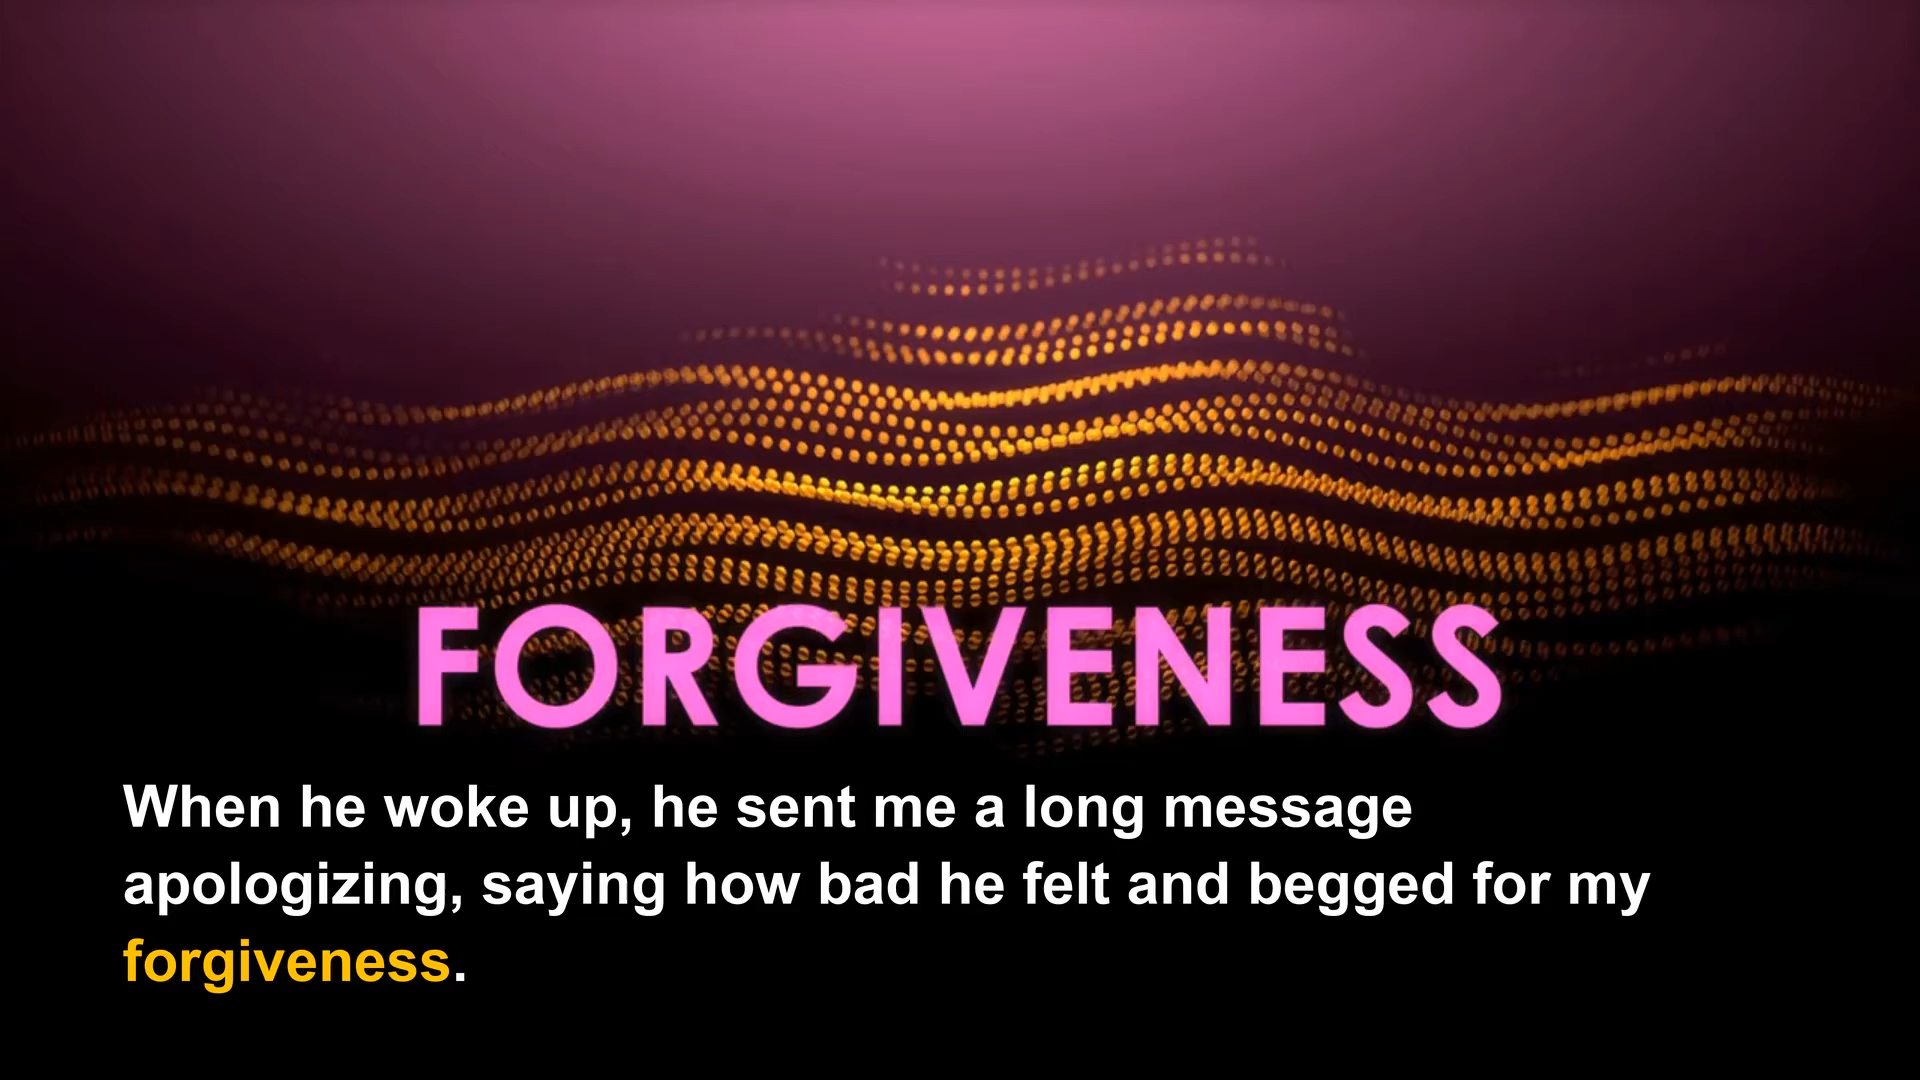 FORGIVENESS
When he woke up, he sent me a long message
apologizing, saying how bad he felt and begged for my
forgiveness.